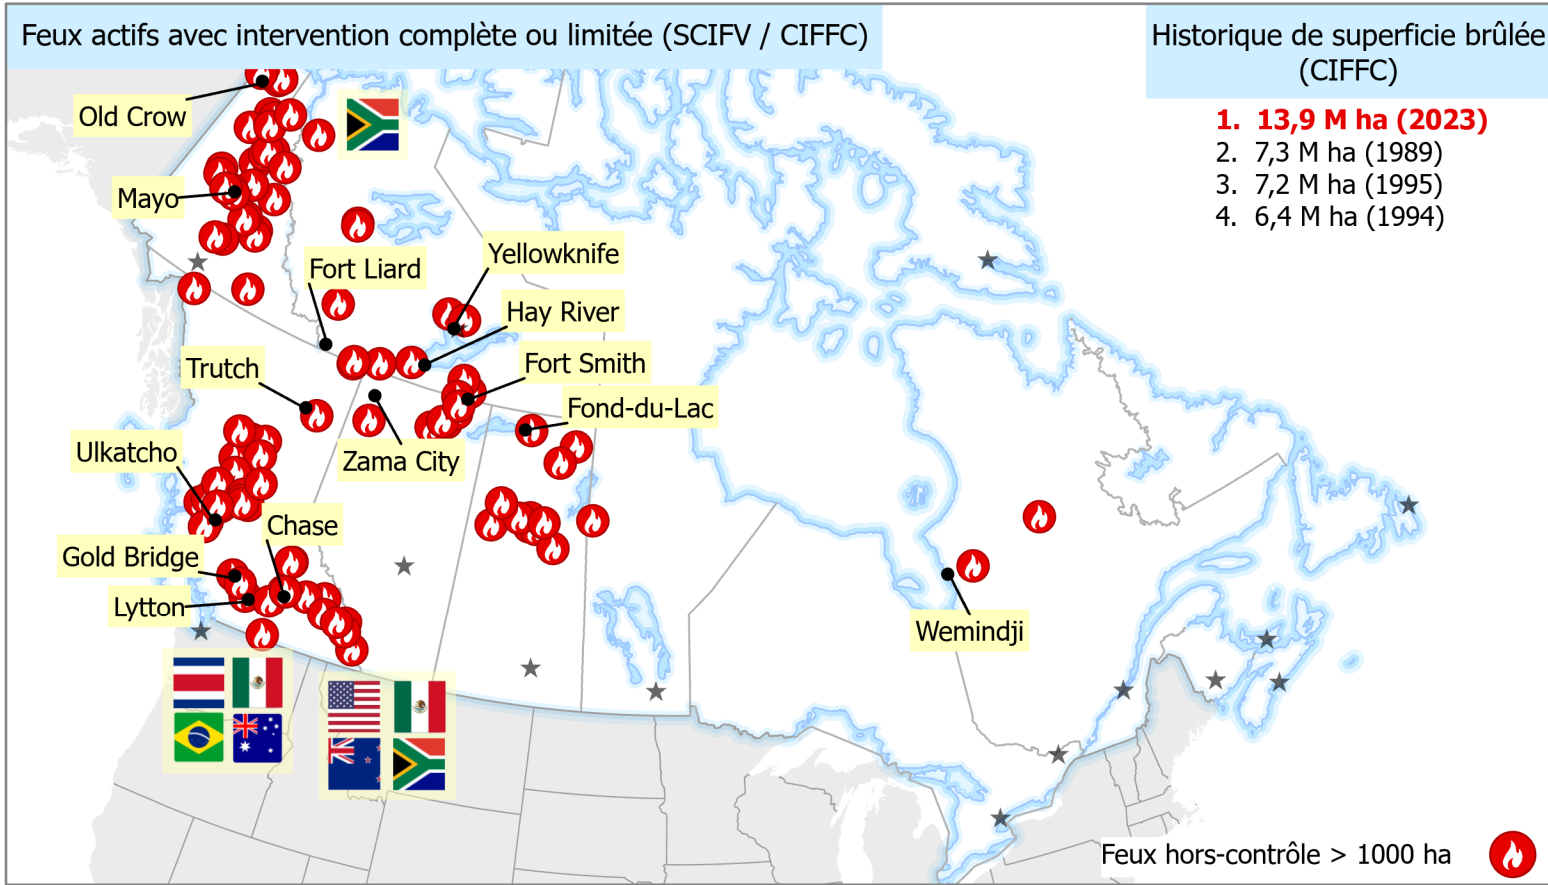 Feux actifs avec intervention complète ou limitée (SCIFV / CIFFC)
Historique de superficie brûlée
(CIFFC)
1. 13,9 M ha (2023)
2. 7,3 M ha (1989)
3. 7,2 M ha (1995)
4. 6,4 M ha (1994)
Old Crow
Mayo
Fort Liard
Yellowknife
Hay River
Trutch
Fort Smith
Fond-du-Lac
Ulkatcho
Zama City
Chase
Gold Bridge
Lytton
Wemindji
Feux hors-contrôle > 1000 ha